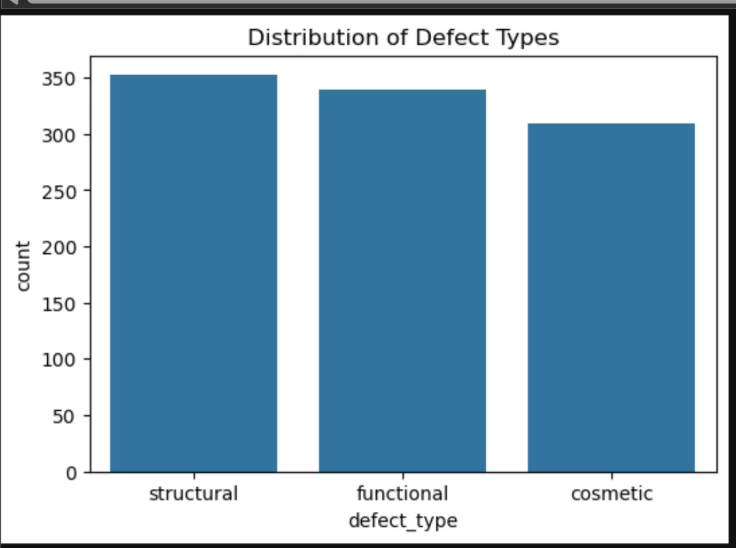 Distribution of Defect Types
350
300
250
200
150
100
50
0
count
structural functional cosmetic
defect_type